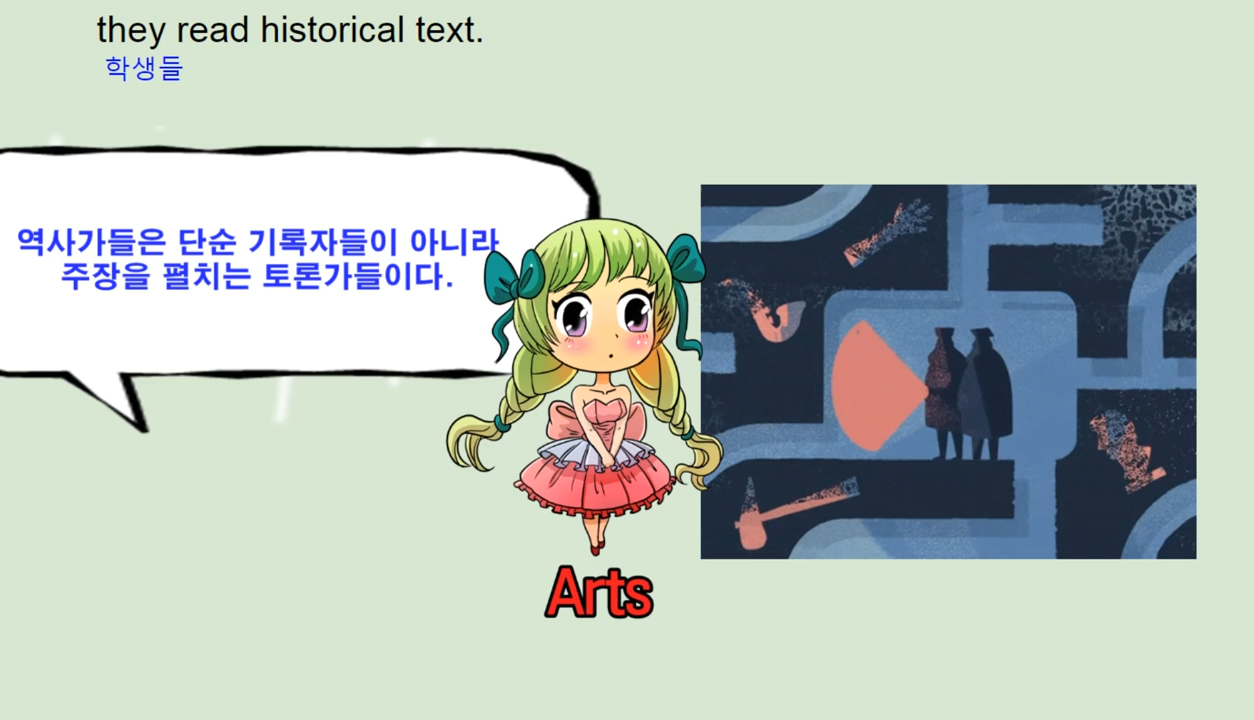 they read historical text.
학생들
역사가들은 단순 기록자들이 아니라
주장을 펼치는 토론가들이다.
Arts